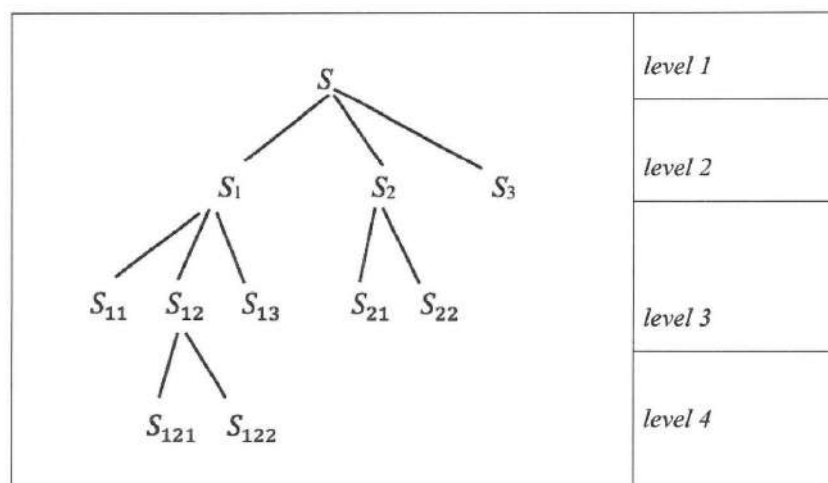 S
level 1
S₁ S₂ S₃
level 2
S₁₁ S₁₂ S₁₃ S₂₁ S₂₂
level 3
S₁₂₁ S₁₂₂
level 4